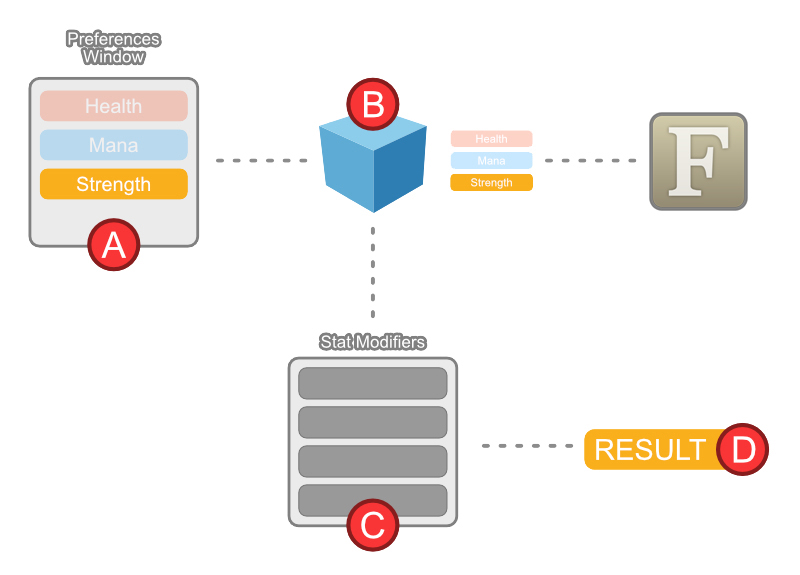 Preferences
Window
Health
Mana
Strength
A
B
Health
Mana
Strength
F
Stat Modifiers
C
RESULT
D